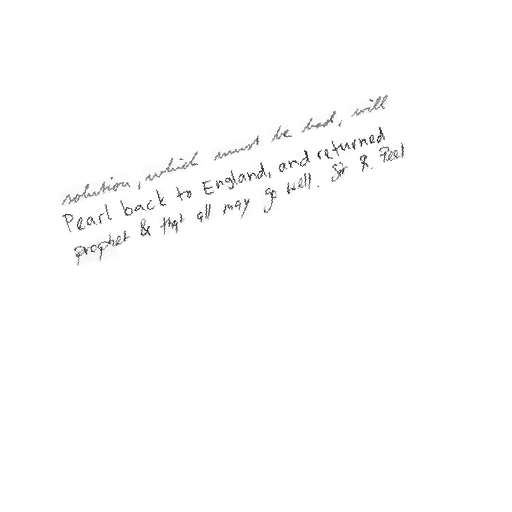 solution, which must be bad, will
Pearl back to England, and returned
prophet & that all may go well. Sir R. Peel